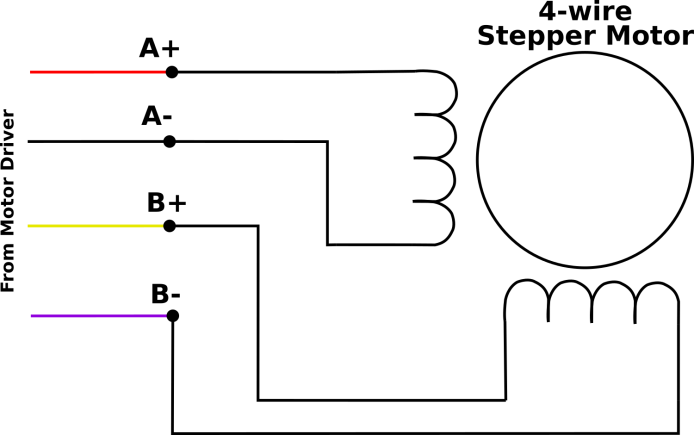 4-wire
Stepper Motor
A+
A-
B+
B-
From Motor Driver